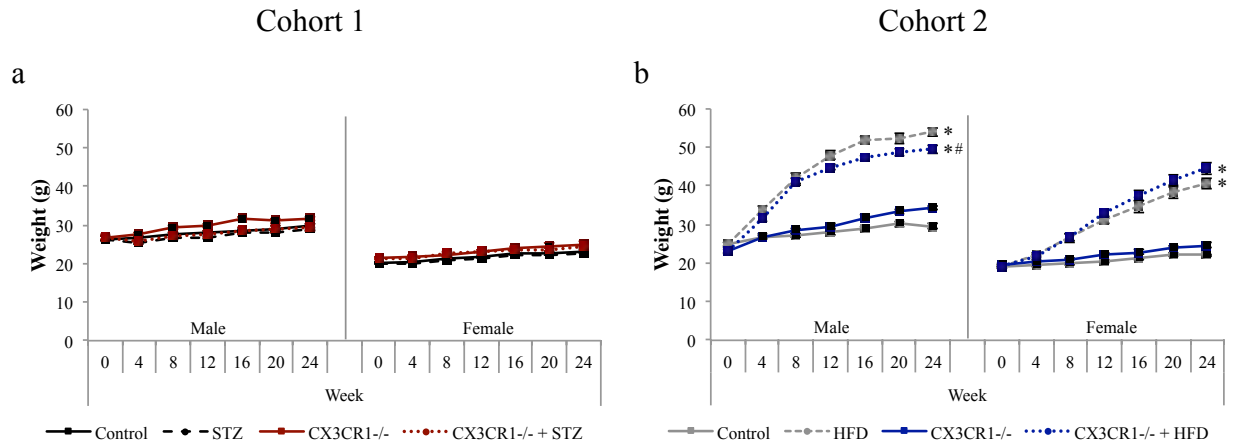 Cohort 1
Cohort 2
a
b
60
50
40
30
20
10
0
Weight (g)
Male
Female
0 4 8 12 16 20 24 0 4 8 12 16 20 24
Week
Control STZ CX3CR1-/- CX3CR1-/- + STZ
60
50
40
30
20
10
0
Weight (g)
*
*#
*
*
Male
Female
0 4 8 12 16 20 24 0 4 8 12 16 20 24
Week
Control HFD CX3CR1-/- CX3CR1-/- + HFD